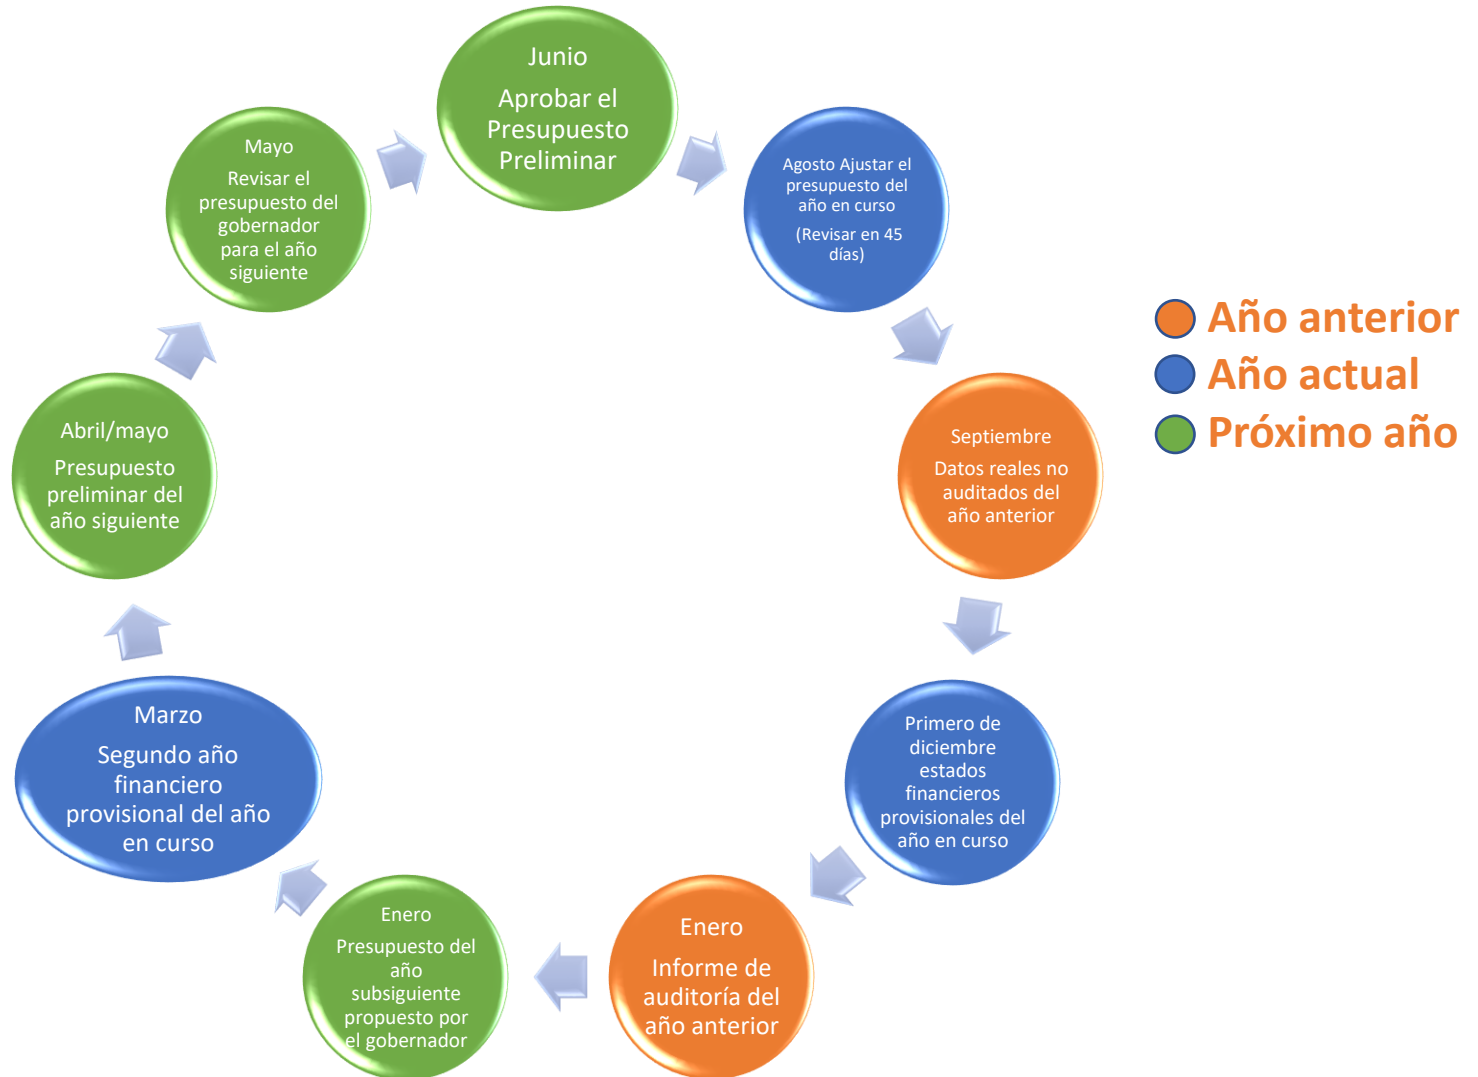 Junio
Aprobar el
Presupuesto
Preliminar
Agosto Ajustar el
presupuesto del
año en curso
(Revisar en 45
días)
Septiembre
Datos reales no
auditados del
año anterior
Primero de
diciembre
estados
financieros
provisionales del
año en curso
Enero
Informe de
auditoría del
año anterior
Enero
Presupuesto del
año
subsiguiente
propuesto por
el gobernador
Marzo
Segundo año
financiero
provisional del año
en curso
Abril/mayo
Presupuesto
preliminar del
año siguiente
Mayo
Revisar el
presupuesto del
gobernador
para el año
siguiente
Año anterior
Año actual
Próximo año